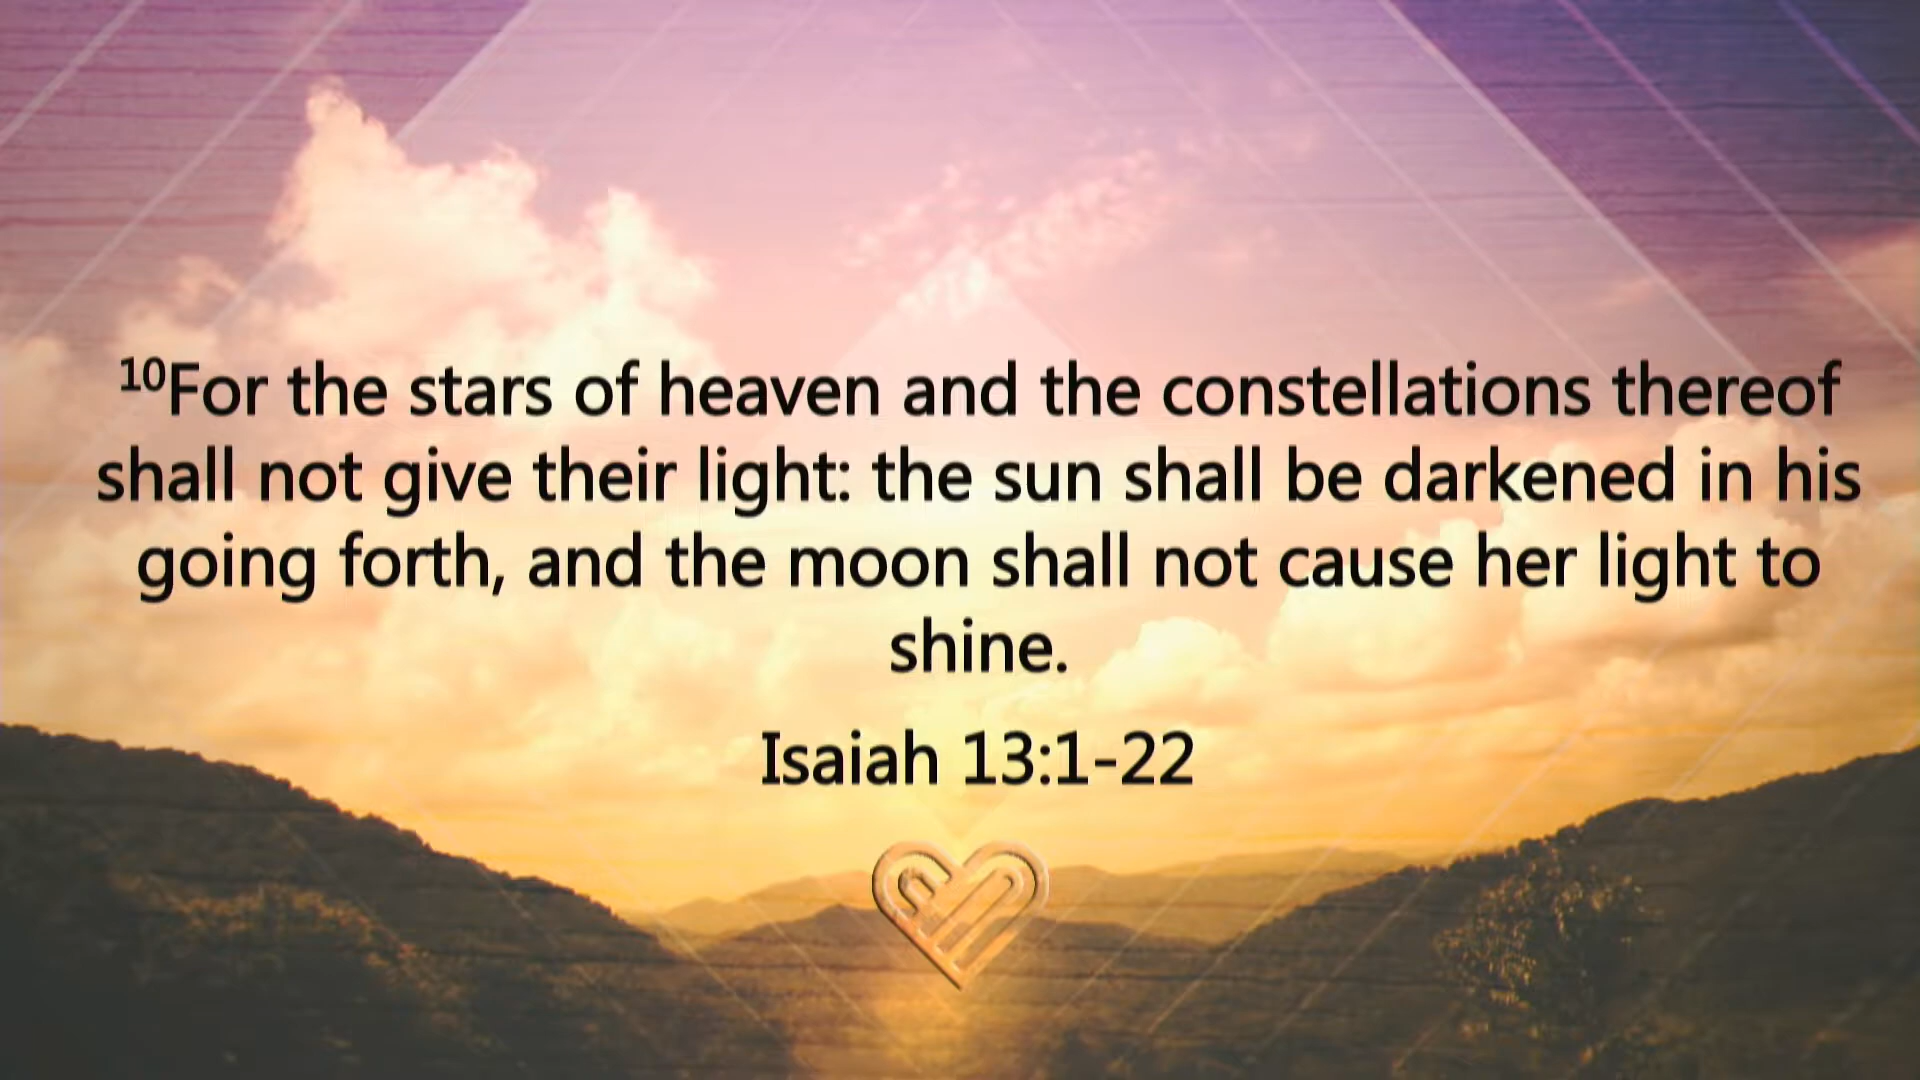 ¹⁰For the stars of heaven and the constellations thereof
shall not give their light: the sun shall be darkened in his
going forth, and the moon shall not cause her light to
shine.
Isaiah 13:1-22